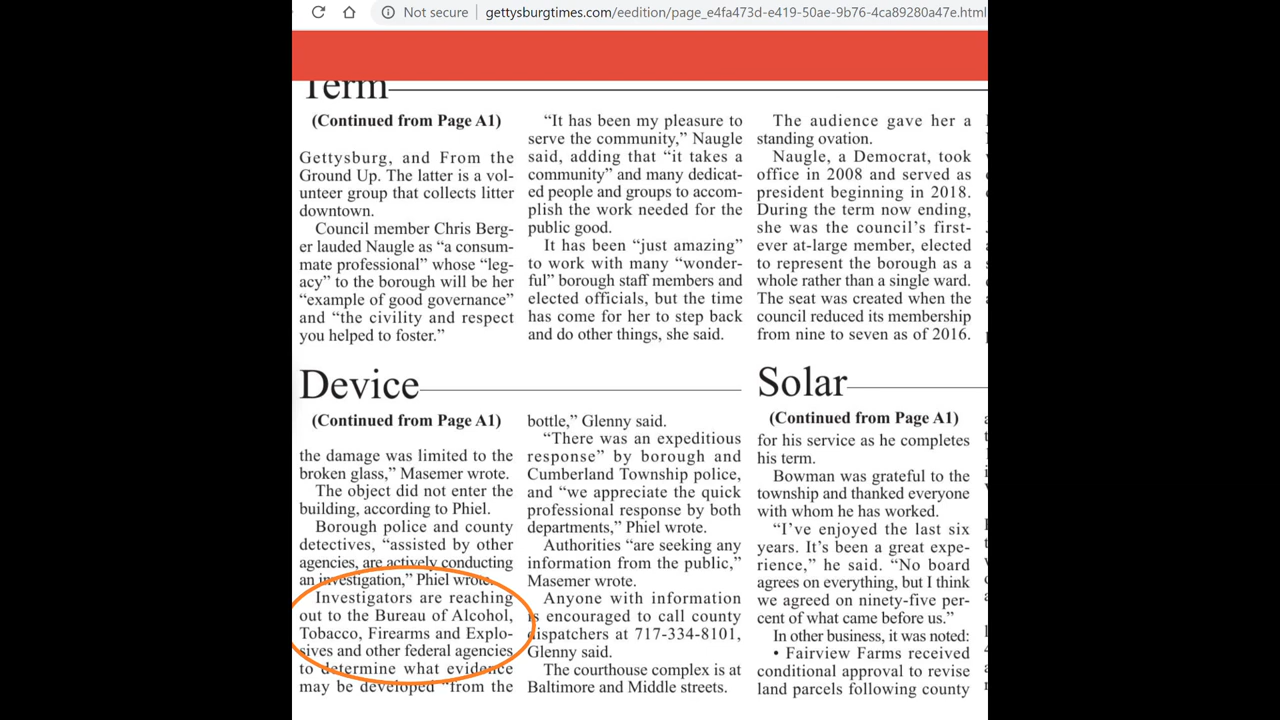 Not secure | gettysburgtimes.com/eedition/page_e4fa473d-e419-50ae-9b76-4ca89280a47e.html
Term
(Continued from Page A1)
Gettysburg, and From the
Ground Up. The latter is a vol-
unteer group that collects litter
downtown.
Council member Chris Berg-
er lauded Naugle as “a consum-
mate professional” whose “leg-
acy” to the borough will be her
“example of good governance”
and “the civility and respect
you helped to foster.”
“It has been my pleasure to
serve the community,” Naugle
said, adding that “it takes a
community” and many dedicat-
ed people and groups to accom-
plish the work needed for the
public good.
It has been “just amazing”
to work with many “wonder-
ful” borough staff members and
elected officials, but the time
has come for her to step back
and do other things, she said.
The audience gave her a
standing ovation.
Naugle, a Democrat, took
office in 2008 and served as
president beginning in 2018.
During the term now ending,
she was the council’s first-
ever at-large member, elected
to represent the borough as a
whole rather than a single ward.
The seat was created when the
council reduced its membership
from nine to seven as of 2016.
Device
(Continued from Page A1)
the damage was limited to the
broken glass,” Masemer wrote.
The object did not enter the
building, according to Phiel.
Borough police and county
detectives, “assisted by other
agencies, are actively conducting
an investigation,” Phiel wrote.
Investigators are reaching
out to the Bureau of Alcohol,
Tobacco, Firearms and Explo-
sives and other federal agencies
to determine what evidence
may be developed “from the
bottle,” Glenny said.
“There was an expeditious
response” by borough and
Cumberland Township police,
and “we appreciate the quick
professional response by both
departments,” Phiel wrote.
Authorities “are seeking any
information from the public,”
Masemer wrote.
Anyone with information
is encouraged to call county
dispatchers at 717-334-8101,
Glenny said.
The courthouse complex is at
Baltimore and Middle streets.
Solar
(Continued from Page A1)
for his service as he completes
his term.
Bowman was grateful to the
township and thanked everyone
with whom he has worked.
“I’ve enjoyed the last six
years. It’s been a great expe-
rience,” he said. “No board
agrees on everything, but I think
we agreed on ninety-five per-
cent of what came before us.”
In other business, it was noted:
• Fairview Farms received
conditional approval to revise
land parcels following county